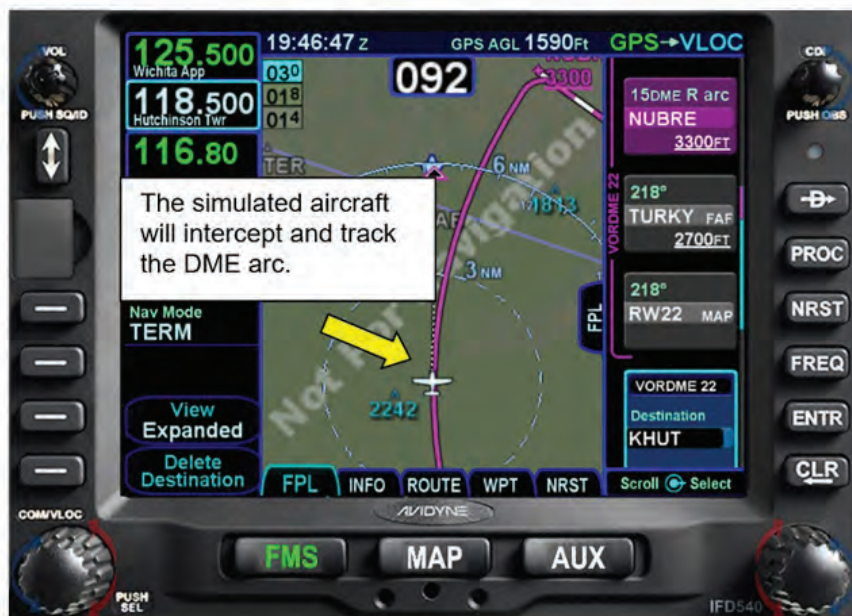 VOL
PUSH SQ/ID
125.500
Wichita App
118.500
Hutchinson Twr
116.80
19:46:47 Z
GPS AGL 1590Ft
GPS→VLOC
CDI
PUSH OBS
030
018
014
092
3300
15DME R arc
NUBRE
3300FT
6 NM
4813
3 NM
2242
The simulated aircraft
will intercept and track
the DME arc.
Not For Navigation
VORDME 22
218°
TURKY FAF
2700FT
218°
RW22 MAP
FPL
VORDME 22
Destination
KHUT
Scroll Select
Nav Mode
TERM
View
Expanded
Delete
Destination
FPL INFO ROUTE WPT NRST
D
PROC
NRST
FREQ
ENTR
CLR
AVIDYNE
COM/VLOC
PUSH
SEL
FMS MAP AUX
IFD540